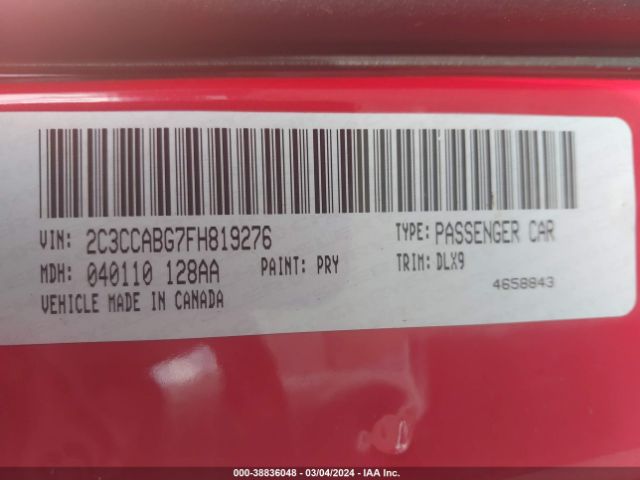 VIN: 2C3CCABG7FH819276 TYPE: PASSENGER CAR
MDH: 040110 128AA PAINT: PRY TRIM: DLX9
VEHICLE MADE IN CANADA 4658843
000-38836048 - 03/04/2024 - IAA Inc.